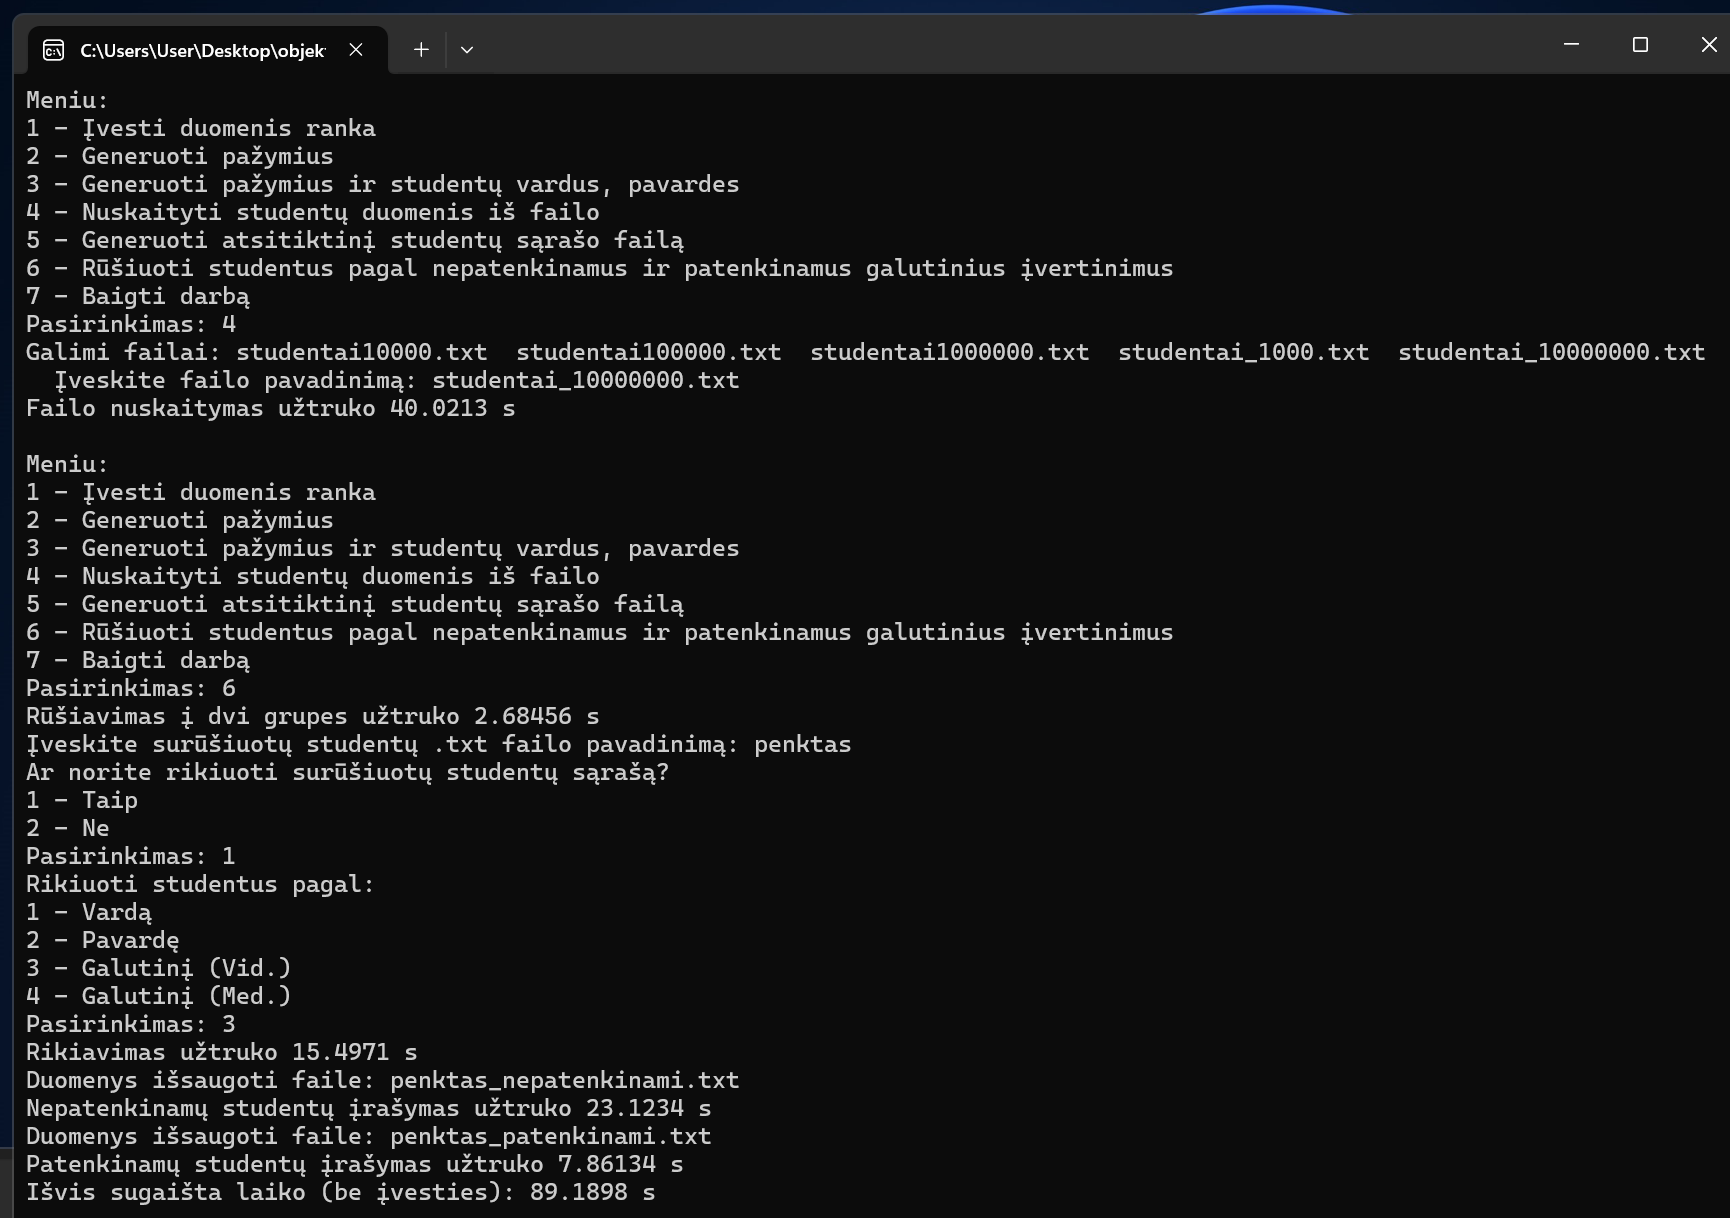 C:\Users\User\Desktop\objek
Meniu:
1 - Įvesti duomenis ranka
2 - Generuoti pažymius
3 - Generuoti pažymius ir studentų vardus, pavardes
4 - Nuskaityti studentų duomenis iš failo
5 - Generuoti atsitiktinį studentų sąrašo failą
6 - Rūšiuoti studentus pagal nepatenkinamus ir patenkinamus galutinius įvertinimus
7 - Baigti darbą
Pasirinkimas: 4
Galimi failai: studentai10000.txt  studentai100000.txt  studentai1000000.txt  studentai_1000.txt  studentai_10000000.txt
  Įveskite failo pavadinimą: studentai_10000000.txt
Failo nuskaitymas užtruko 40.0213 s
Meniu:
1 - Įvesti duomenis ranka
2 - Generuoti pažymius
3 - Generuoti pažymius ir studentų vardus, pavardes
4 - Nuskaityti studentų duomenis iš failo
5 - Generuoti atsitiktinį studentų sąrašo failą
6 - Rūšiuoti studentus pagal nepatenkinamus ir patenkinamus galutinius įvertinimus
7 - Baigti darbą
Pasirinkimas: 6
Rūšiavimas į dvi grupes užtruko 2.68456 s
Įveskite surūšiuotų studentų .txt failo pavadinimą: penktas
Ar norite rikiuoti surūšiuotų studentų sąrašą?
1 - Taip
2 - Ne
Pasirinkimas: 1
Rikiuoti studentus pagal:
1 - Vardą
2 - Pavardę
3 - Galutinį (Vid.)
4 - Galutinį (Med.)
Pasirinkimas: 3
Rikiavimas užtruko 15.4971 s
Duomenys išsaugoti faile: penktas_nepatenkinami.txt
Nepatenkinamų studentų įrašymas užtruko 23.1234 s
Duomenys išsaugoti faile: penktas_patenkinami.txt
Patenkinamų studentų įrašymas užtruko 7.86134 s
Išvis sugaišta laiko (be įvesties): 89.1898 s